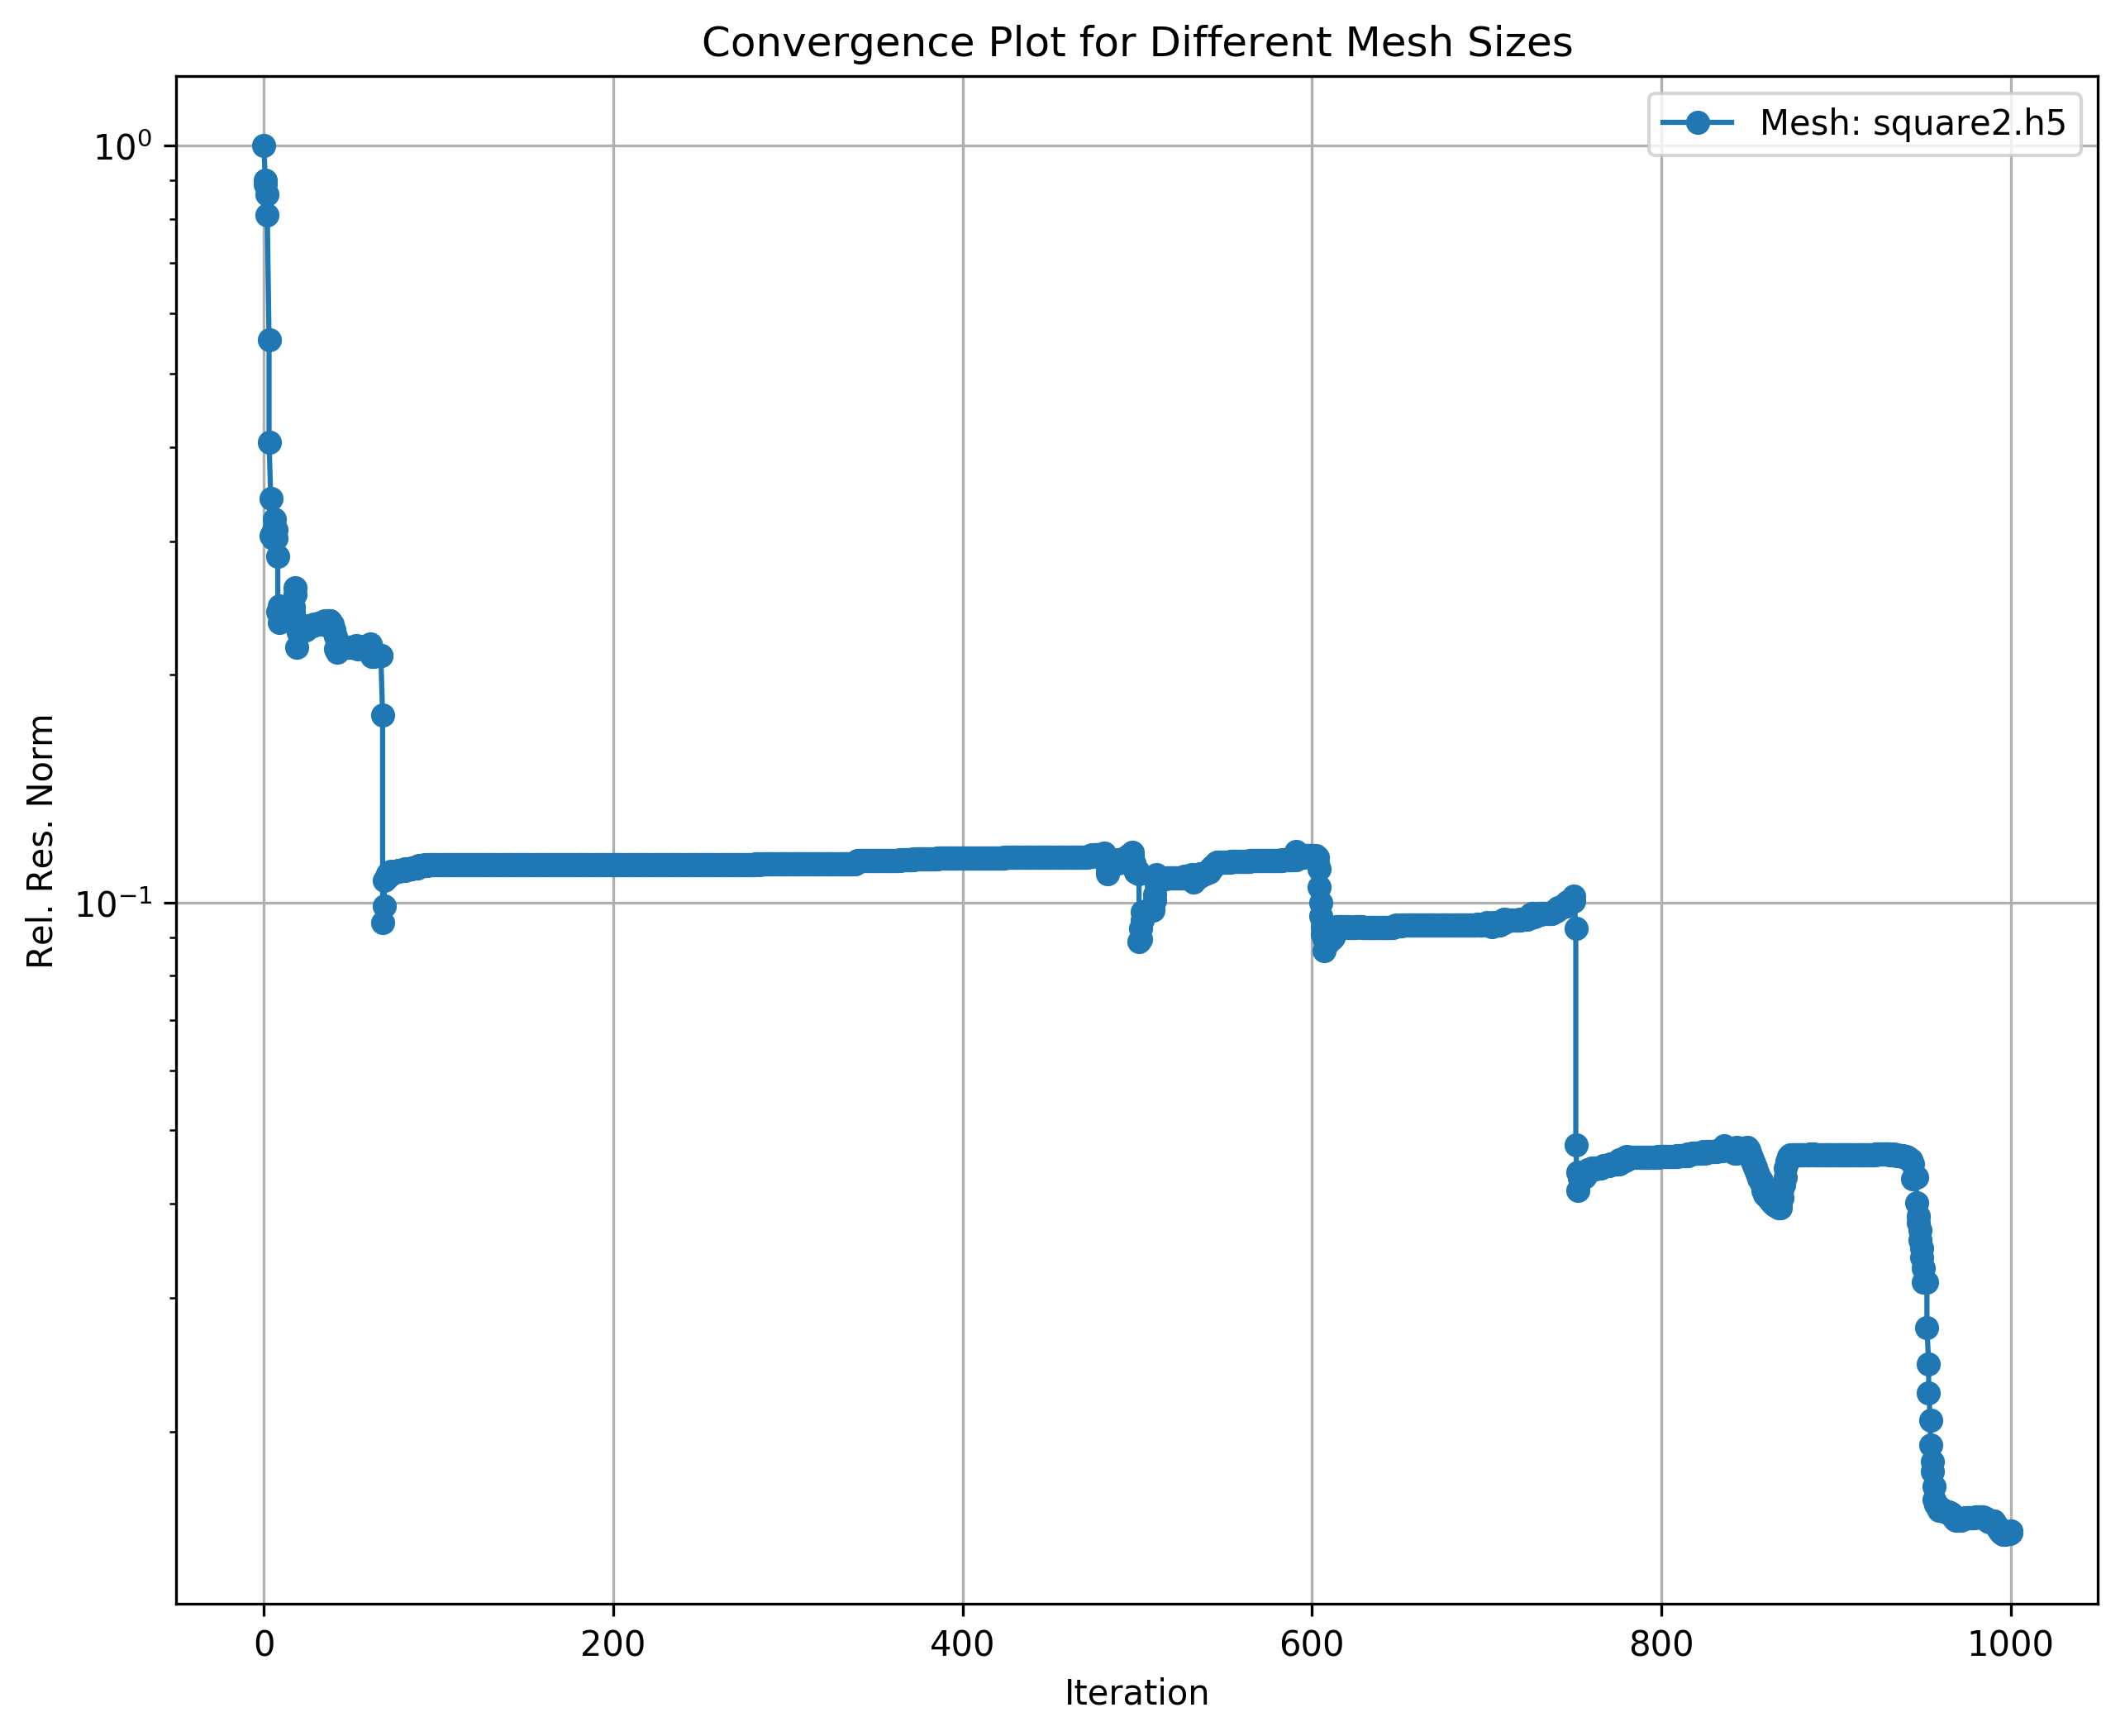 Convergence Plot for Different Mesh Sizes
Mesh: square2.h5
10⁰
10⁻¹
Rel. Res. Norm
0 200 400 600 800 1000
Iteration